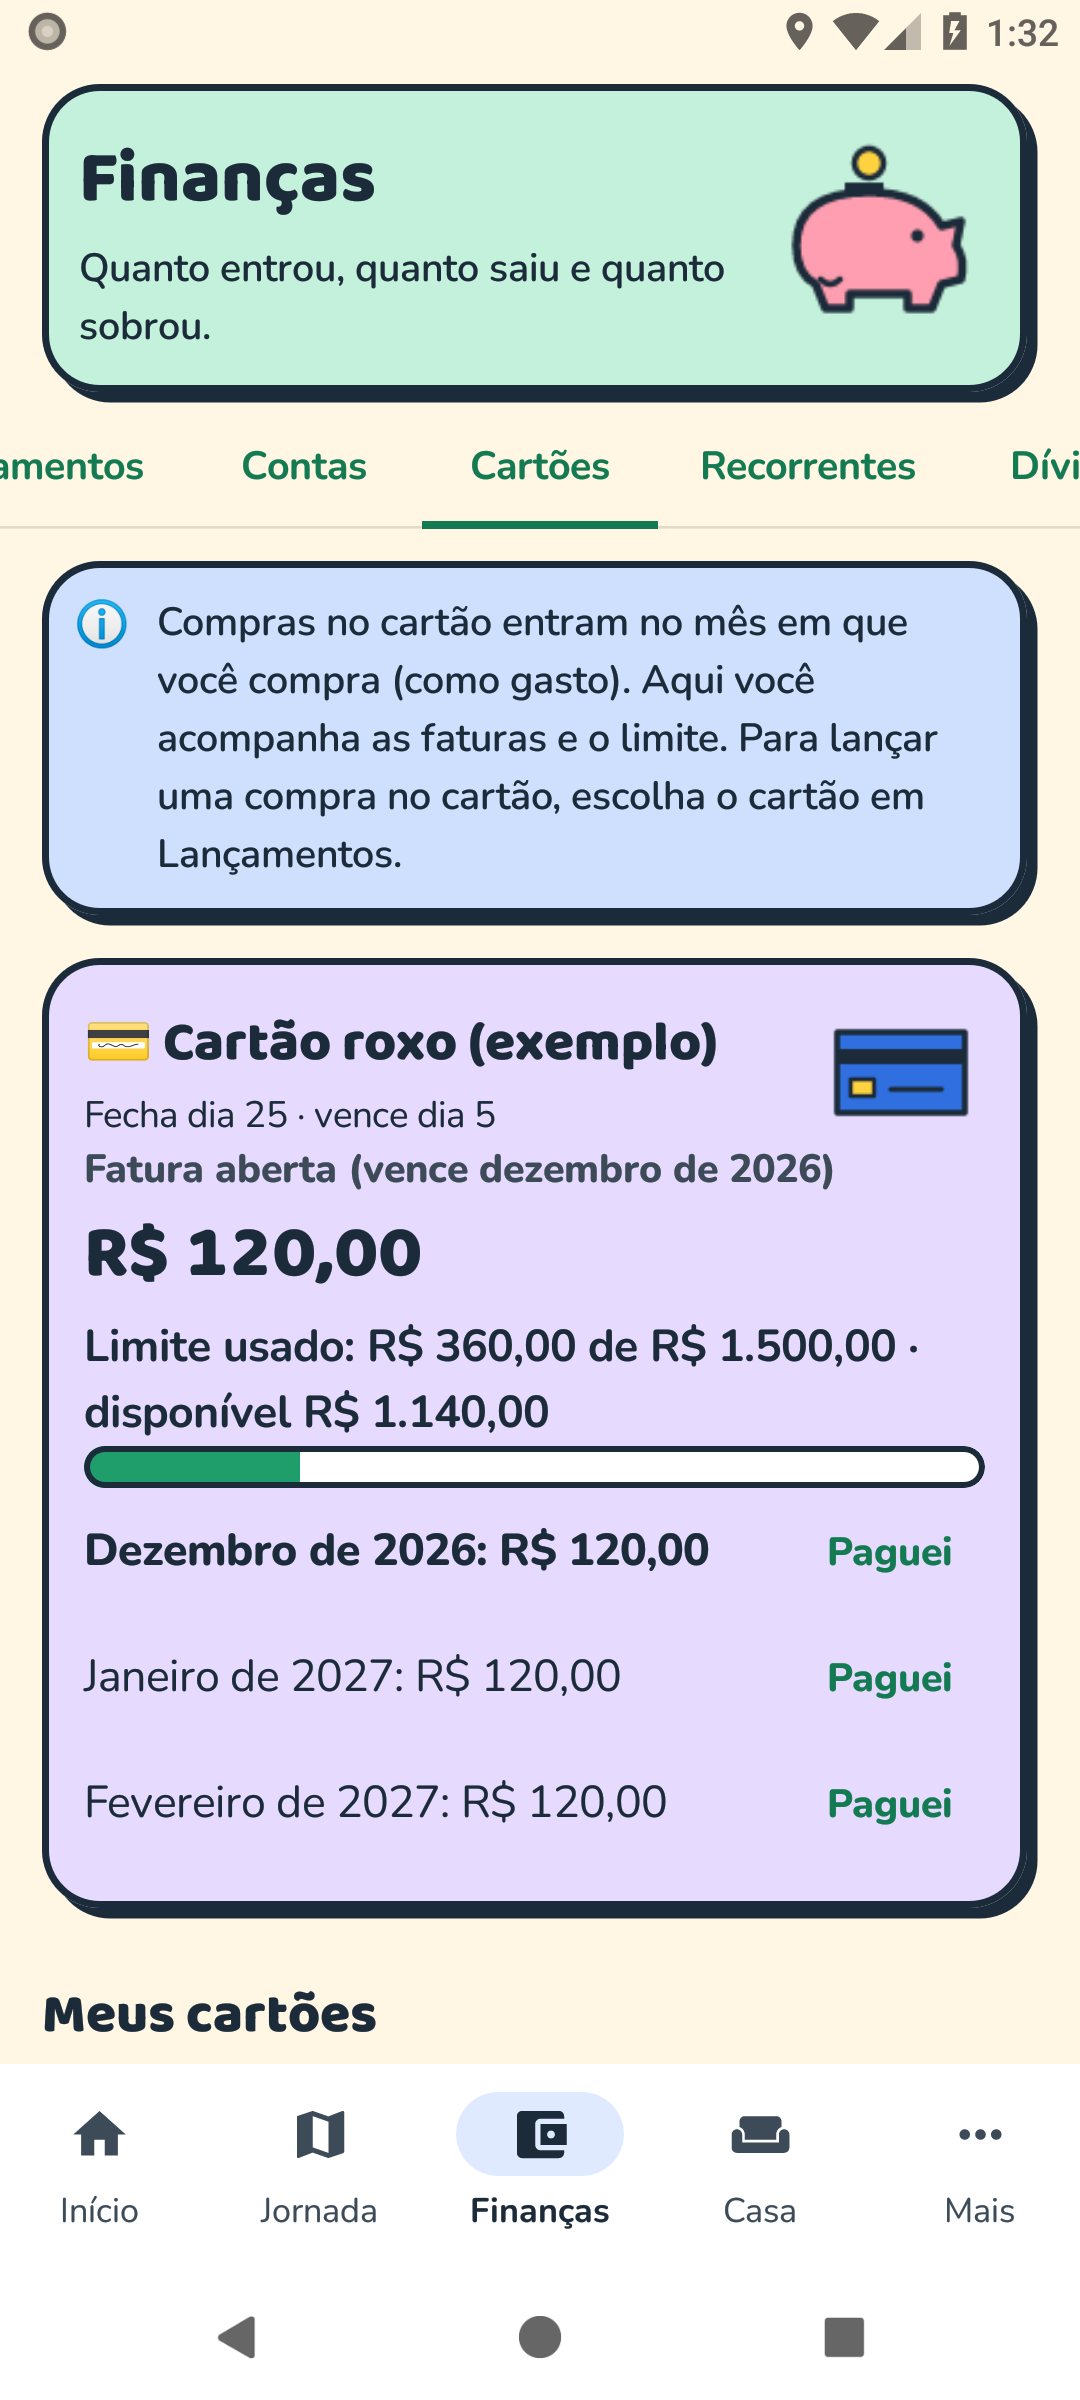 1:32
Finanças
Quanto entrou, quanto saiu e quanto
sobrou.
amentos Contas Cartões Recorrentes Dívi
Compras no cartão entram no mês em que
você compra (como gasto). Aqui você
acompanha as faturas e o limite. Para lançar
uma compra no cartão, escolha o cartão em
Lançamentos.
Cartão roxo (exemplo)
Fecha dia 25 · vence dia 5
Fatura aberta (vence dezembro de 2026)
R$ 120,00
Limite usado: R$ 360,00 de R$ 1.500,00 ·
disponível R$ 1.140,00
Dezembro de 2026: R$ 120,00 Paguei
Janeiro de 2027: R$ 120,00 Paguei
Fevereiro de 2027: R$ 120,00 Paguei
Meus cartões
Início Jornada Finanças Casa Mais